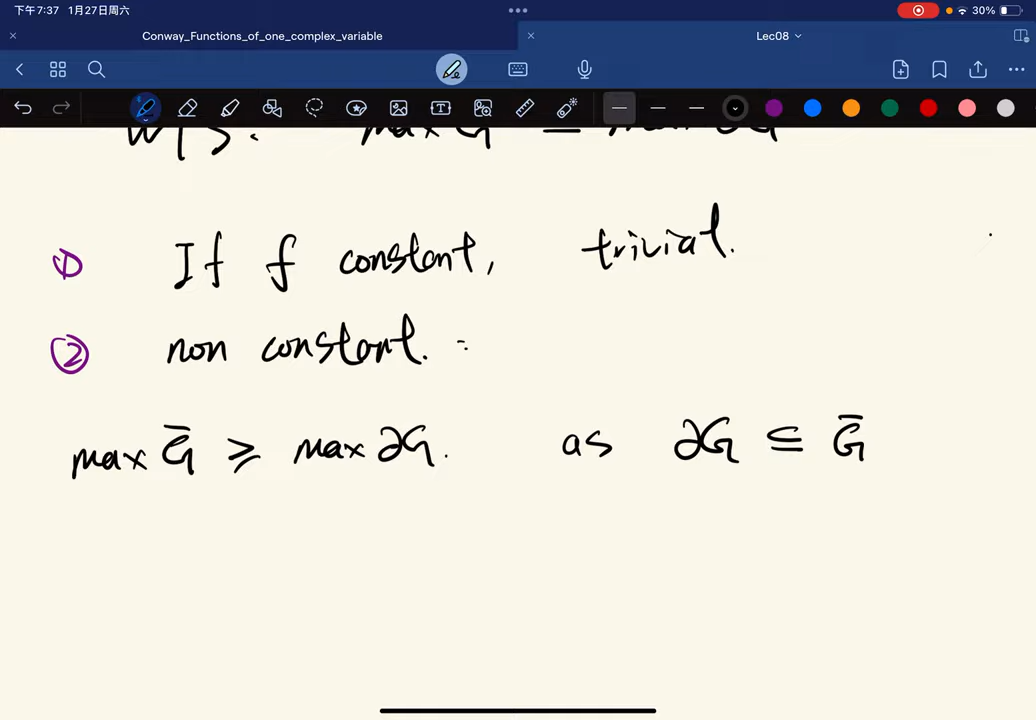 下午7:37 1月27日周六
30%
Conway_Functions_of_one_complex_variable
Lec08
① If f constant, trivial.
② non constant.
max G̅ ≥ max ∂G. as ∂G ⊆ G̅